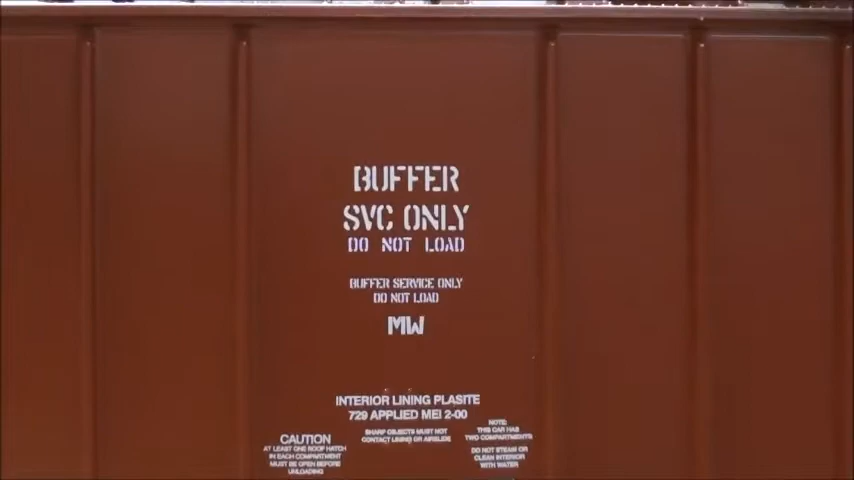 BUFFER
SVC ONLY
DO NOT LOAD
BUFFER SERVICE ONLY
DO NOT LOAD
MW
INTERIOR LINING PLASITE
729 APPLIED MEI 2-00
SHARP OBJECTS MUST NOT
CONTACT LINING OR AIRSLIDE
CAUTION
AT LEAST ONE ROOF HATCH
IN EACH COMPARTMENT
MUST BE OPEN BEFORE
UNLOADING
NOTE:
THIS CAR HAS
TWO COMPARTMENTS
DO NOT STEAM OR
CLEAN INTERIOR
WITH WATER